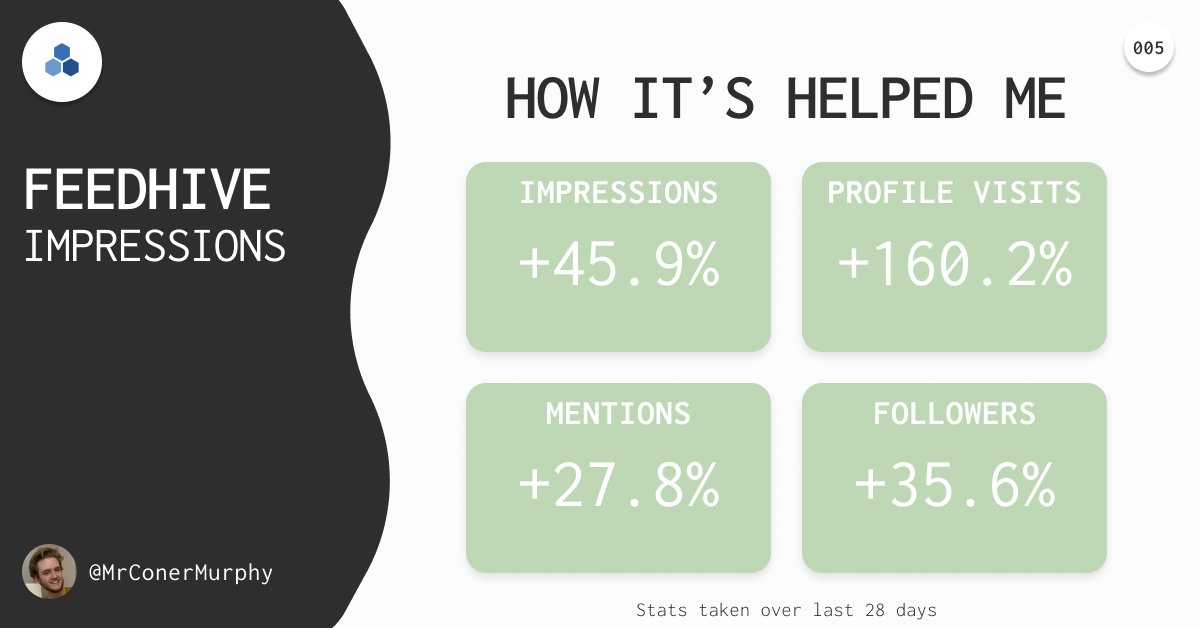 FEEDHIVE
IMPRESSIONS
@MrConerMurphy
005
HOW IT’S HELPED ME
IMPRESSIONS
+45.9%
PROFILE VISITS
+160.2%
MENTIONS
+27.8%
FOLLOWERS
+35.6%
Stats taken over last 28 days